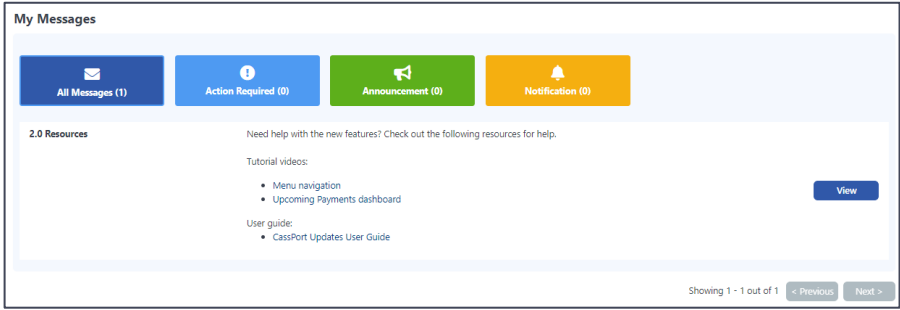 My Messages
All Messages (1)
Action Required (0)
Announcement (0)
Notification (0)
2.0 Resources
Need help with the new features? Check out the following resources for help.
Tutorial videos:
• Menu navigation
• Upcoming Payments dashboard
View
User guide:
• CassPort Updates User Guide
Showing 1 - 1 out of 1
< Previous
Next >